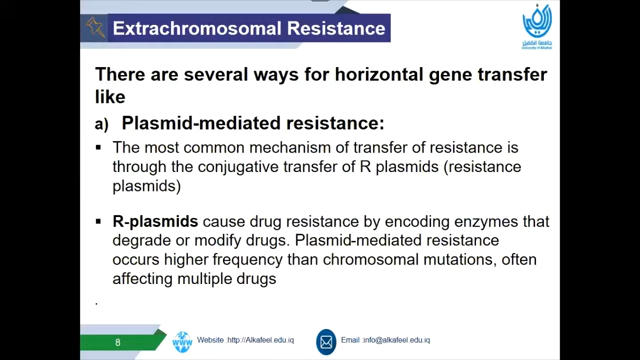 Extrachromosomal Resistance
There are several ways for horizontal gene transfer
like
a) Plasmid-mediated resistance:
▪ The most common mechanism of transfer of resistance is
through the conjugative transfer of R plasmids (resistance
plasmids)
▪ R-plasmids cause drug resistance by encoding enzymes that
degrade or modify drugs. Plasmid-mediated resistance
occurs higher frequency than chromosomal mutations, often
affecting multiple drugs
.
8
WWW
Website :http://Alkafeel.edu.iq
Email :info@alkafeel.edu.iq